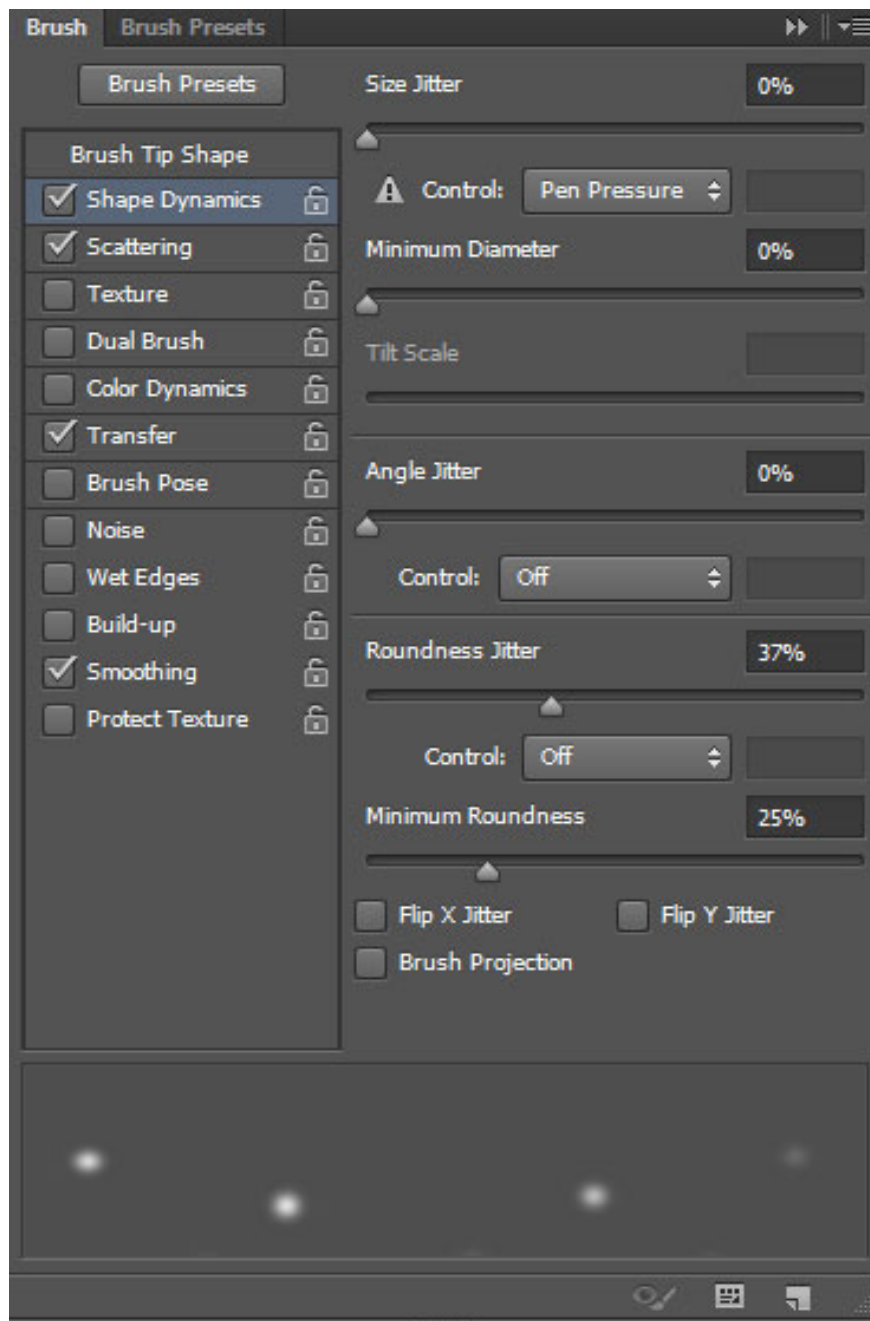 Brush Brush Presets
Brush Presets
Brush Tip Shape
Shape Dynamics
Scattering
Texture
Dual Brush
Color Dynamics
Transfer
Brush Pose
Noise
Wet Edges
Build-up
Smoothing
Protect Texture
Size Jitter 0%
Control: Pen Pressure
Minimum Diameter 0%
Tilt Scale
Angle Jitter 0%
Control: Off
Roundness Jitter 37%
Control: Off
Minimum Roundness 25%
Flip X Jitter Flip Y Jitter
Brush Projection